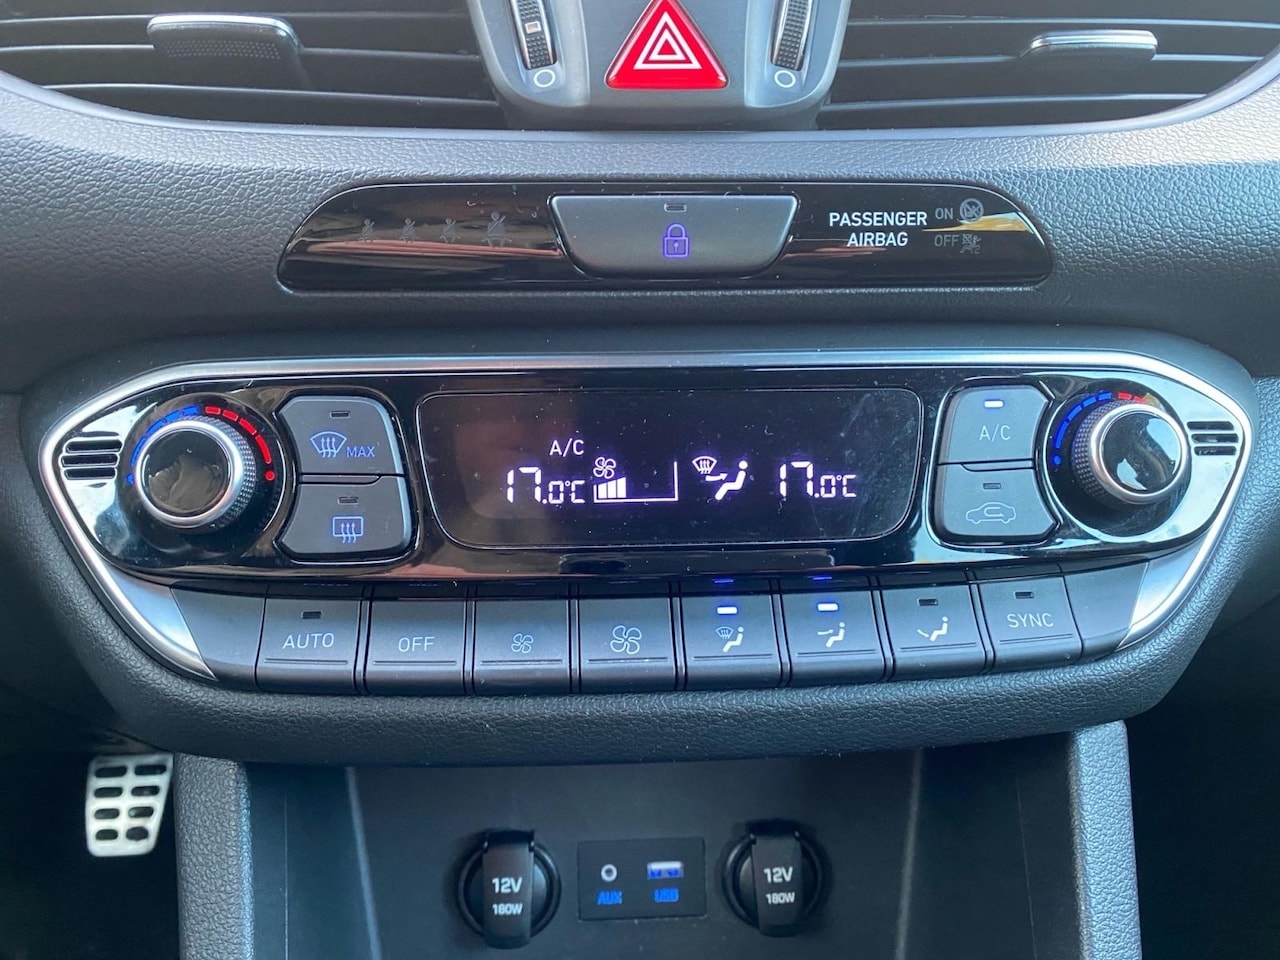 PASSENGER ON
AIRBAG OFF
MAX
A/C
17.0°C 17.0°C
A/C
AUTO
OFF
SYNC
12V
180W
AUX
USB
12V
180W